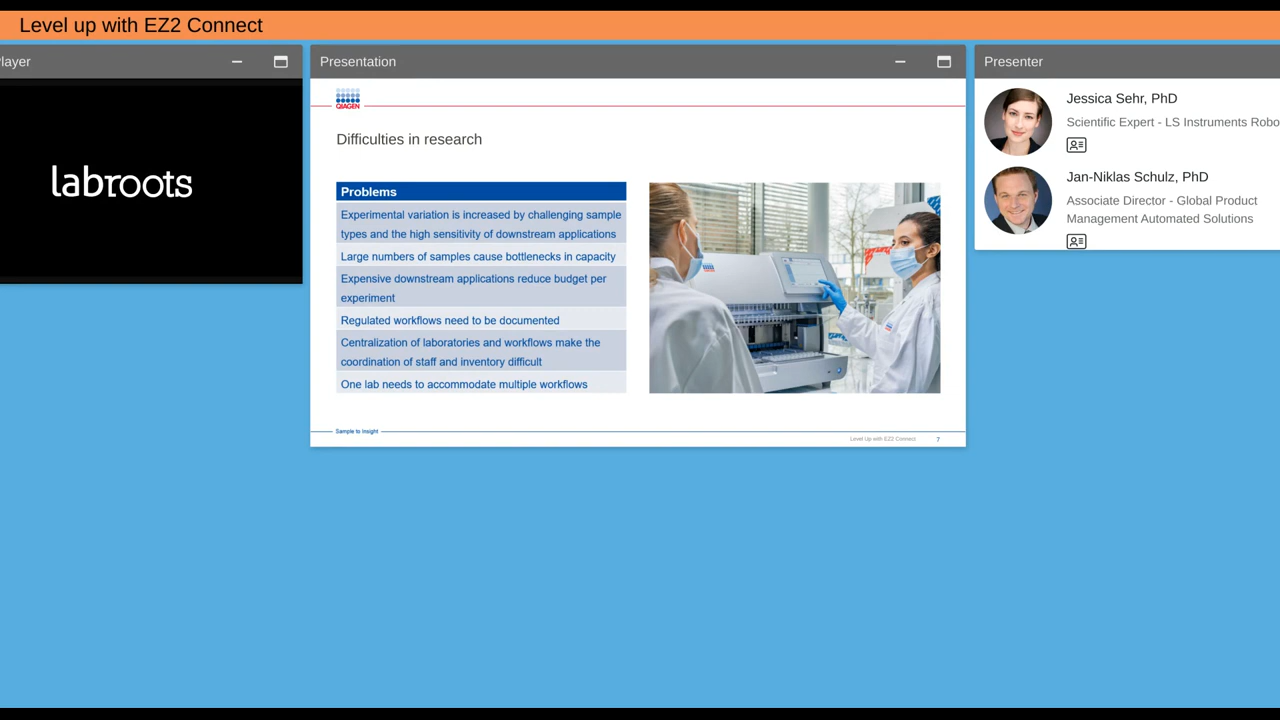 Level up with EZ2 Connect
layer
Presentation
Presenter
labroots
QIAGEN
Difficulties in research
Problems
Experimental variation is increased by challenging sample
types and the high sensitivity of downstream applications
Large numbers of samples cause bottlenecks in capacity
Expensive downstream applications reduce budget per
experiment
Regulated workflows need to be documented
Centralization of laboratories and workflows make the
coordination of staff and inventory difficult
One lab needs to accommodate multiple workflows
Sample to Insight
Level Up with EZ2 Connect
7
Jessica Sehr, PhD
Scientific Expert - LS Instruments Robo
Jan-Niklas Schulz, PhD
Associate Director - Global Product
Management Automated Solutions